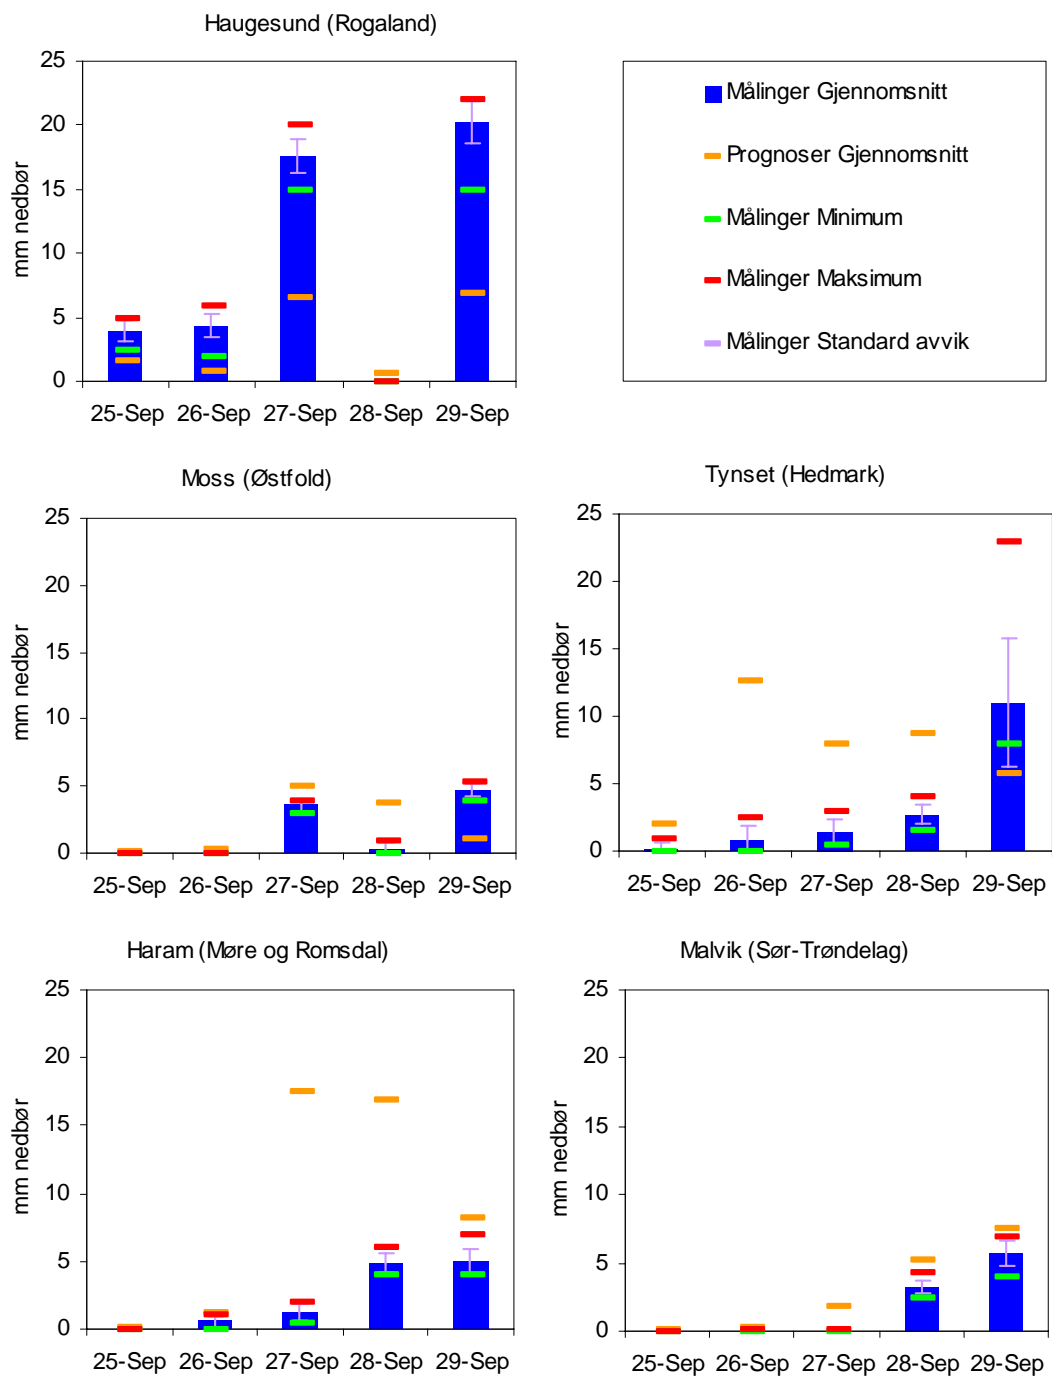 Haugesund (Rogaland)
mm nedbør
25
20
15
10
5
0
25-Sep 26-Sep 27-Sep 28-Sep 29-Sep
Målinger Gjennomsnitt
Prognoser Gjennomsnitt
Målinger Minimum
Målinger Maksimum
Målinger Standard avvik
Moss (Østfold)
mm nedbør
25
20
15
10
5
0
25-Sep 26-Sep 27-Sep 28-Sep 29-Sep
Tynset (Hedmark)
mm nedbør
25
20
15
10
5
0
25-Sep 26-Sep 27-Sep 28-Sep 29-Sep
Haram (Møre og Romsdal)
mm nedbør
25
20
15
10
5
0
25-Sep 26-Sep 27-Sep 28-Sep 29-Sep
Malvik (Sør-Trøndelag)
mm nedbør
25
20
15
10
5
0
25-Sep 26-Sep 27-Sep 28-Sep 29-Sep